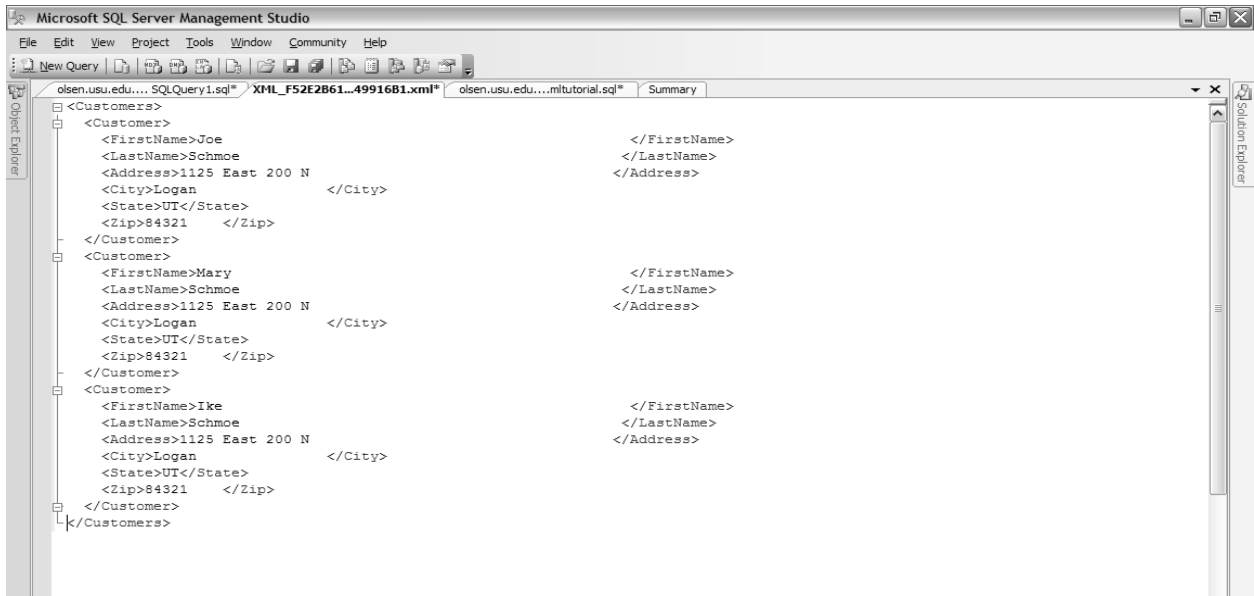 Microsoft SQL Server Management Studio
File Edit View Project Tools Window Community Help
New Query
olsen.usu.edu.... SQLQuery1.sql* XML_F52E2B61...49916B1.xml* olsen.usu.edu....mltutorial.sql* Summary
Object Explorer
Solution Explorer
<Customers>
<Customer>
<FirstName>Joe </FirstName>
<LastName>Schmoe </LastName>
<Address>1125 East 200 N </Address>
<City>Logan </City>
<State>UT</State>
<Zip>84321 </Zip>
</Customer>
<Customer>
<FirstName>Mary </FirstName>
<LastName>Schmoe </LastName>
<Address>1125 East 200 N </Address>
<City>Logan </City>
<State>UT</State>
<Zip>84321 </Zip>
</Customer>
<Customer>
<FirstName>Ike </FirstName>
<LastName>Schmoe </LastName>
<Address>1125 East 200 N </Address>
<City>Logan </City>
<State>UT</State>
<Zip>84321 </Zip>
</Customer>
</Customers>